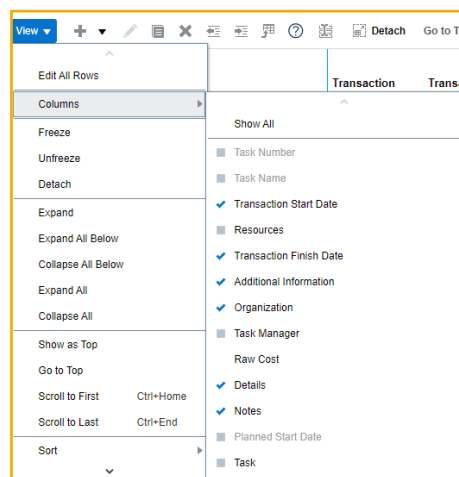 View
Detach
Go to T
Edit All Rows
Transaction
Trans
Columns
Show All
Freeze
Unfreeze
Detach
Expand
Expand All Below
Collapse All Below
Expand All
Collapse All
Show as Top
Go to Top
Scroll to First Ctrl+Home
Scroll to Last Ctrl+End
Sort
Task Number
Task Name
Transaction Start Date
Resources
Transaction Finish Date
Additional Information
Organization
Task Manager
Raw Cost
Details
Notes
Planned Start Date
Task